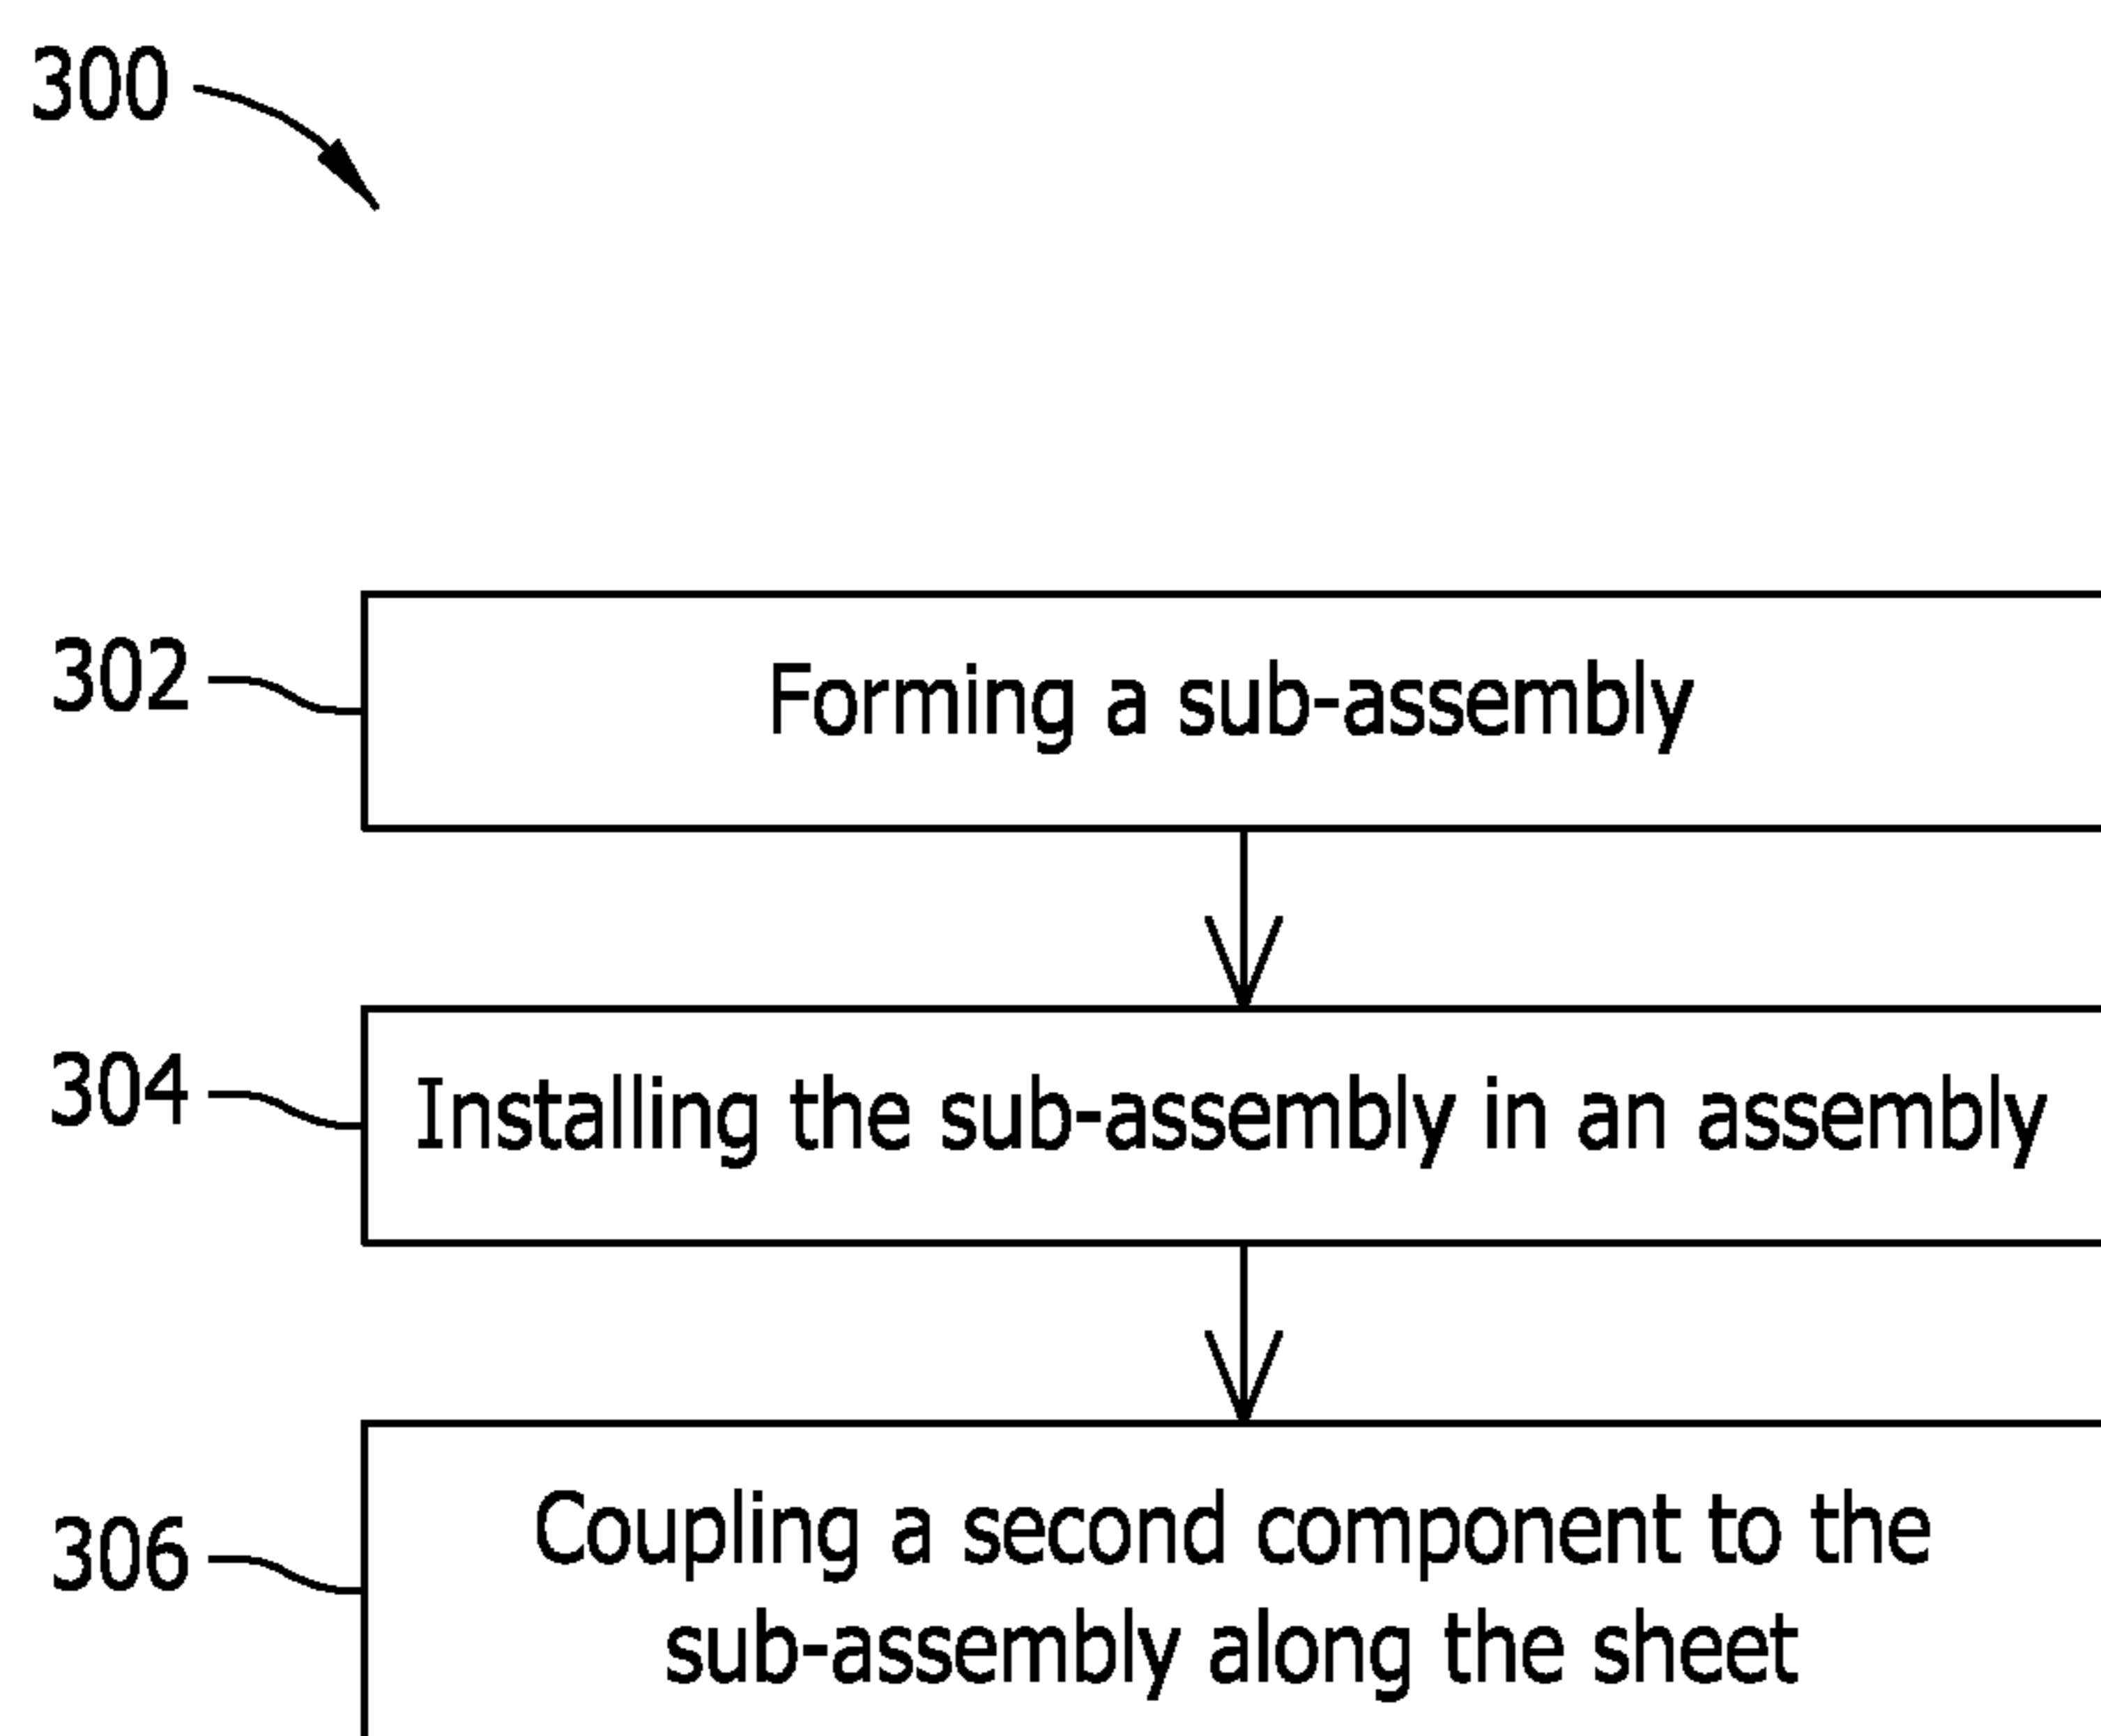 300
302
Forming a sub-assembly
304
Installing the sub-assembly in an assembly
306
Coupling a second component to the
sub-assembly along the sheet